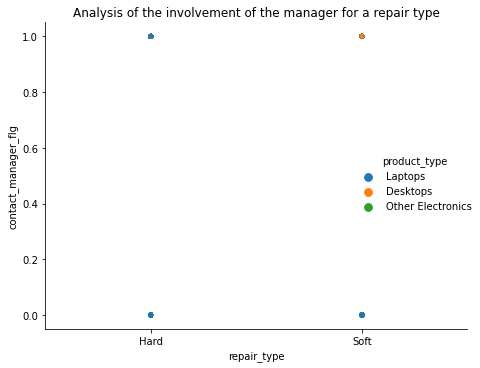 Analysis of the involvement of the manager for a repair type
1.0
0.8
0.6
0.4
0.2
0.0
contact_manager_flg
product_type
Laptops
Desktops
Other Electronics
Hard
Soft
repair_type